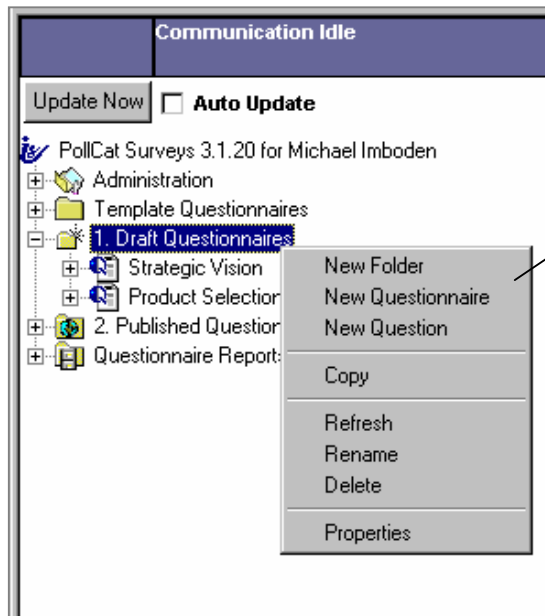 Communication Idle
Update Now Auto Update
PollCat Surveys 3.1.20 for Michael Imboden
Administration
Template Questionnaires
1. Draft Questionnaires
Strategic Vision
Product Selection
2. Published Question
Questionnaire Report
New Folder
New Questionnaire
New Question
Copy
Refresh
Rename
Delete
Properties